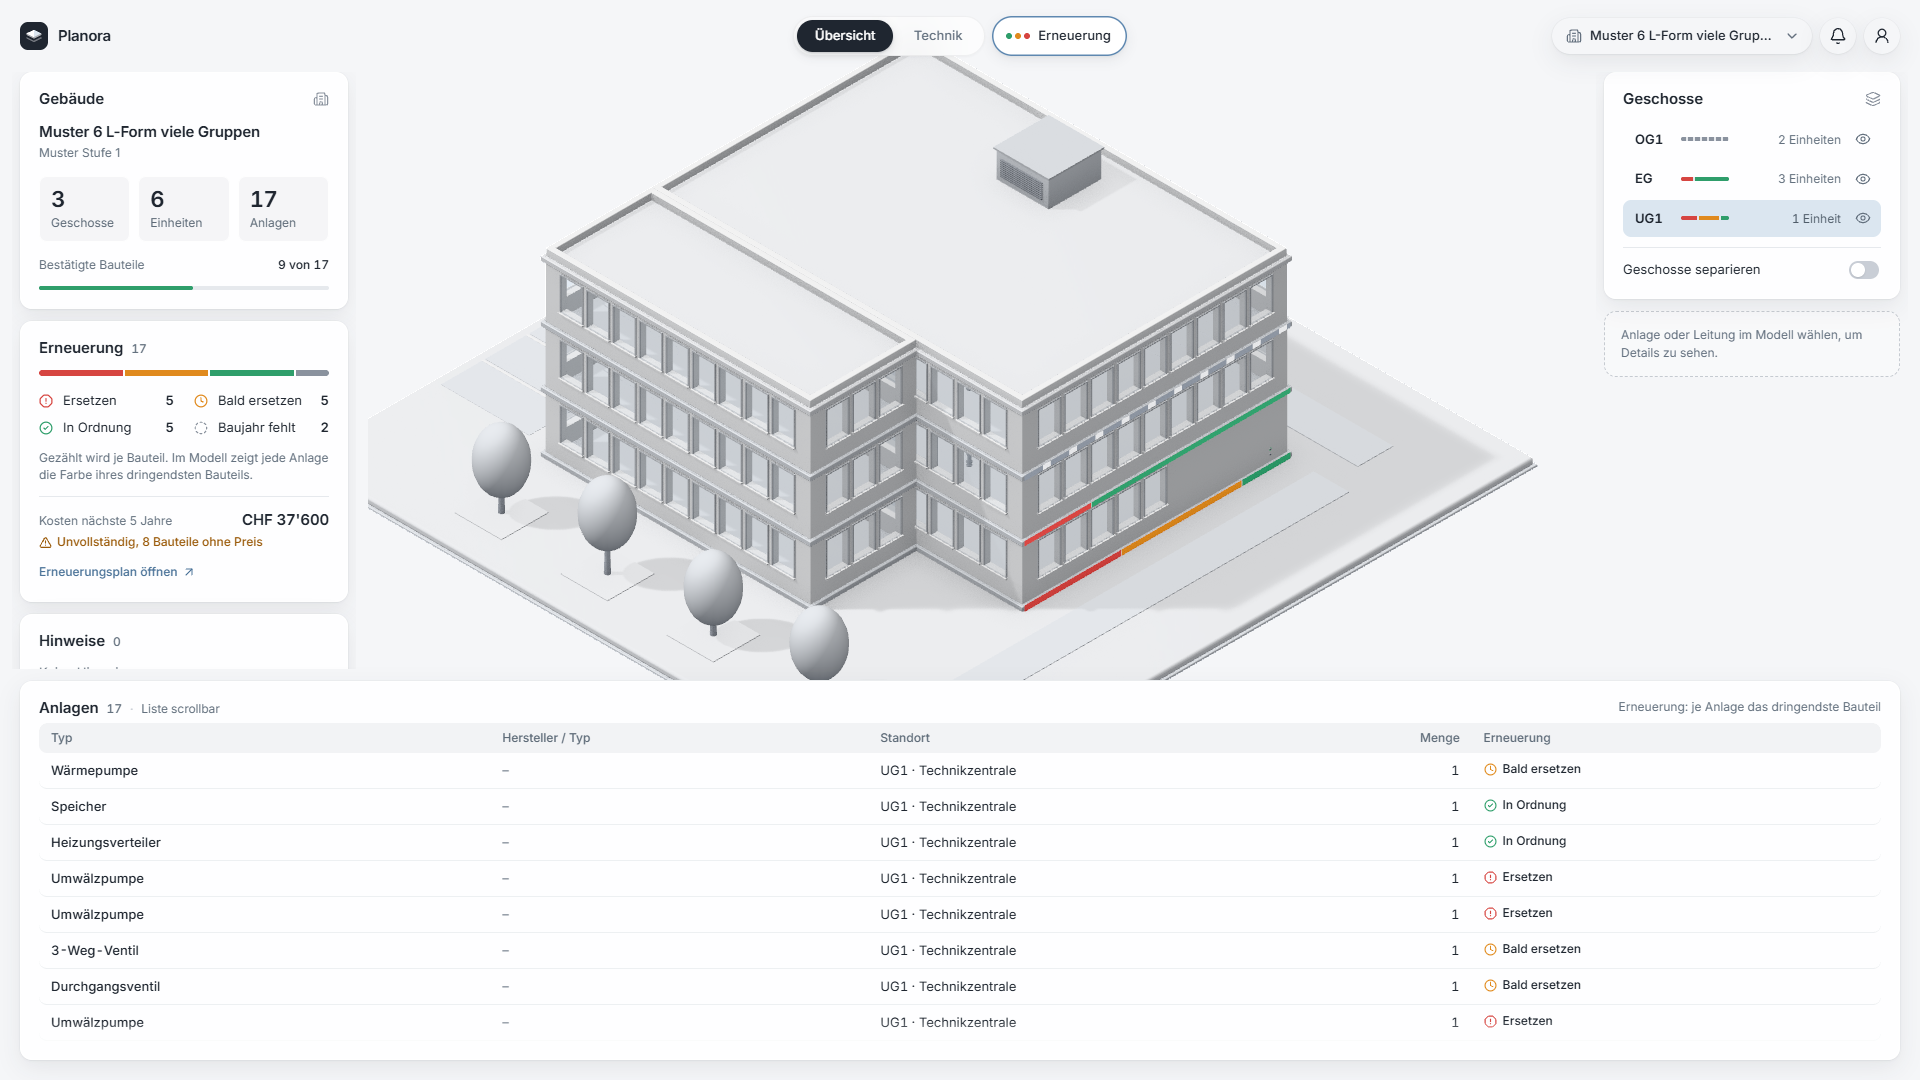 Planora
Übersicht
Technik
Erneuerung
Muster 6 L-Form viele Grup...
Gebäude
Muster 6 L-Form viele Gruppen
Muster Stufe 1
3
6
17
Geschosse
Einheiten
Anlagen
Bestätigte Bauteile
9 von 17
Erneuerung 17
Ersetzen 5
Bald ersetzen 5
In Ordnung 5
Baujahr fehlt 2
Gezählt wird je Bauteil. Im Modell zeigt jede Anlage
die Farbe ihres dringendsten Bauteils.
Kosten nächste 5 Jahre
CHF 37'600
Unvollständig, 8 Bauteile ohne Preis
Erneuerungsplan öffnen
Hinweise 0
Geschosse
OG1 2 Einheiten
EG 3 Einheiten
UG1 1 Einheit
Geschosse separieren
Anlage oder Leitung im Modell wählen, um
Details zu sehen.
Anlagen 17 · Liste scrollbar
Erneuerung: je Anlage das dringendste Bauteil
Typ Hersteller / Typ Standort Menge Erneuerung
Wärmepumpe – UG1 · Technikzentrale 1 Bald ersetzen
Speicher – UG1 · Technikzentrale 1 In Ordnung
Heizungsverteiler – UG1 · Technikzentrale 1 In Ordnung
Umwälzpumpe – UG1 · Technikzentrale 1 Ersetzen
Umwälzpumpe – UG1 · Technikzentrale 1 Ersetzen
3-Weg-Ventil – UG1 · Technikzentrale 1 Bald ersetzen
Durchgangsventil – UG1 · Technikzentrale 1 Bald ersetzen
Umwälzpumpe – UG1 · Technikzentrale 1 Ersetzen